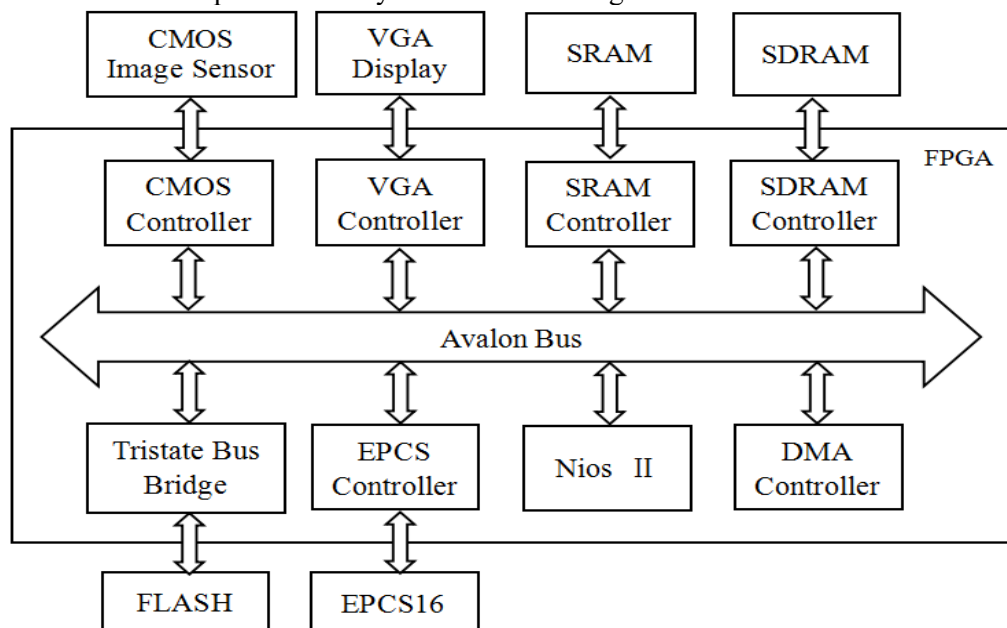 CMOS
Image Sensor
VGA
Display
SRAM
SDRAM
FPGA
CMOS
Controller
VGA
Controller
SRAM
Controller
SDRAM
Controller
Avalon Bus
Tristate Bus
Bridge
EPCS
Controller
Nios II
DMA
Controller
FLASH
EPCS16